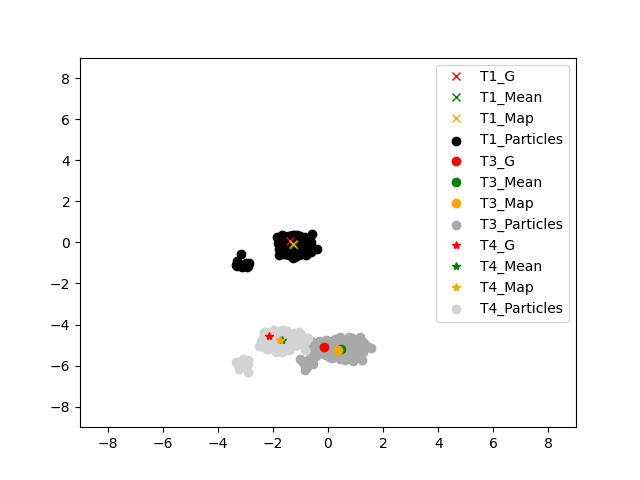 8
6
4
2
0
−2
−4
−6
−8
−8 −6 −4 −2 0 2 4 6 8
T1_G
T1_Mean
T1_Map
T1_Particles
T3_G
T3_Mean
T3_Map
T3_Particles
T4_G
T4_Mean
T4_Map
T4_Particles